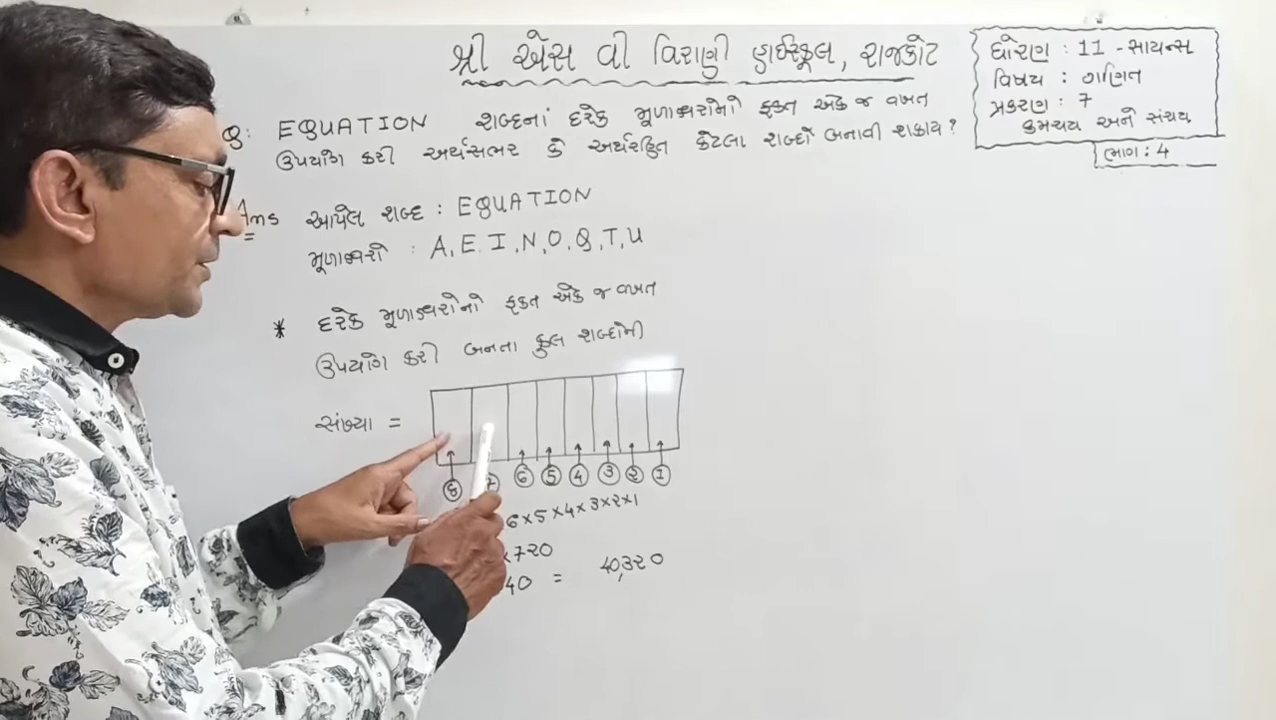 શ્રી એસ વી વિરાણી હાઈસ્કૂલ, રાજકોટ
ધોરણ : 11 - સાયન્સ
વિષય : ગણિત
પ્રકરણ : 7
ક્રમચય અને સંચય
ભાગ : 4
Q: EQUATION શબ્દનાં દરેક મૂળાક્ષરોનો ફક્ત એક જ વખત
ઉપયોગ કરી અર્થસભર કે અર્થરહિત કેટલા શબ્દો બનાવી શકાય ?
Ans આપેલ શબ્દ : EQUATION
મૂળાક્ષરો : A, E, I, N, O, Q, T, U
* દરેક મૂળાક્ષરોનો ફક્ત એક જ વખત
ઉપયોગ કરી બનતા કુલ શબ્દોની
સંખ્યા =
8 7 6 5 4 3 2 1
6×5×4×3×2×1
×720
40 = 40,320